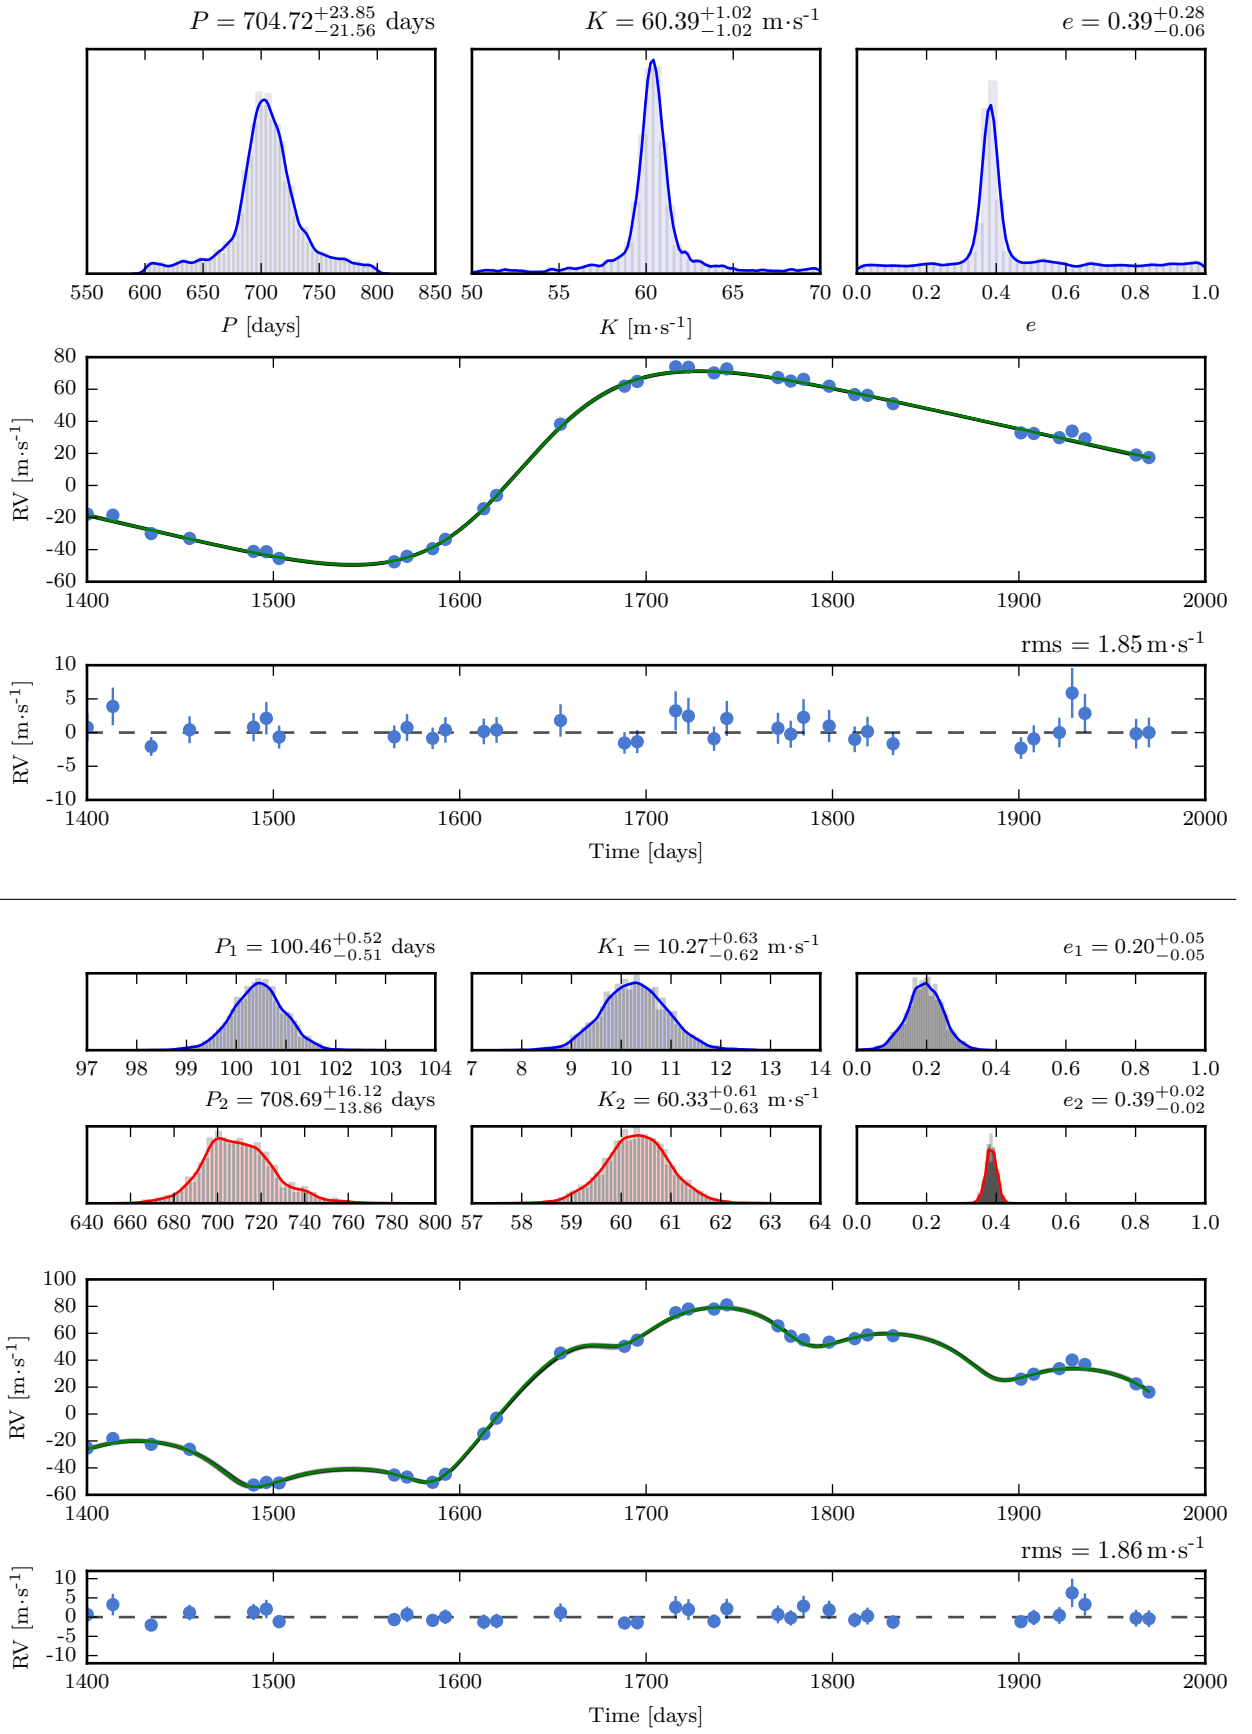 P = 704.72 +23.85 −21.56 days K = 60.39 +1.02 −1.02 m·s-1 e = 0.39 +0.28 −0.06
550 600 650 700 750 800 850 50 55 60 65 70 0.0 0.2 0.4 0.6 0.8 1.0
P [days] K [m·s-1] e
80
60
40
20
0
-20
-40
-60
RV [m·s-1]
1400 1500 1600 1700 1800 1900 2000
rms = 1.85 m·s-1
10
5
0
-5
-10
RV [m·s-1]
1400 1500 1600 1700 1800 1900 2000
Time [days]
P1 = 100.46 +0.52 −0.51 days K1 = 10.27 +0.63 −0.62 m·s-1 e1 = 0.20 +0.05 −0.05
97 98 99 100 101 102 103 104 7 8 9 10 11 12 13 14 0.0 0.2 0.4 0.6 0.8 1.0
P2 = 708.69 +16.12 −13.86 days K2 = 60.33 +0.61 −0.63 m·s-1 e2 = 0.39 +0.02 −0.02
640 660 680 700 720 740 760 780 800 57 58 59 60 61 62 63 64 0.0 0.2 0.4 0.6 0.8 1.0
100
80
60
40
20
0
-20
-40
-60
RV [m·s-1]
1400 1500 1600 1700 1800 1900 2000
rms = 1.86 m·s-1
10
5
0
-5
-10
RV [m·s-1]
1400 1500 1600 1700 1800 1900 2000
Time [days]